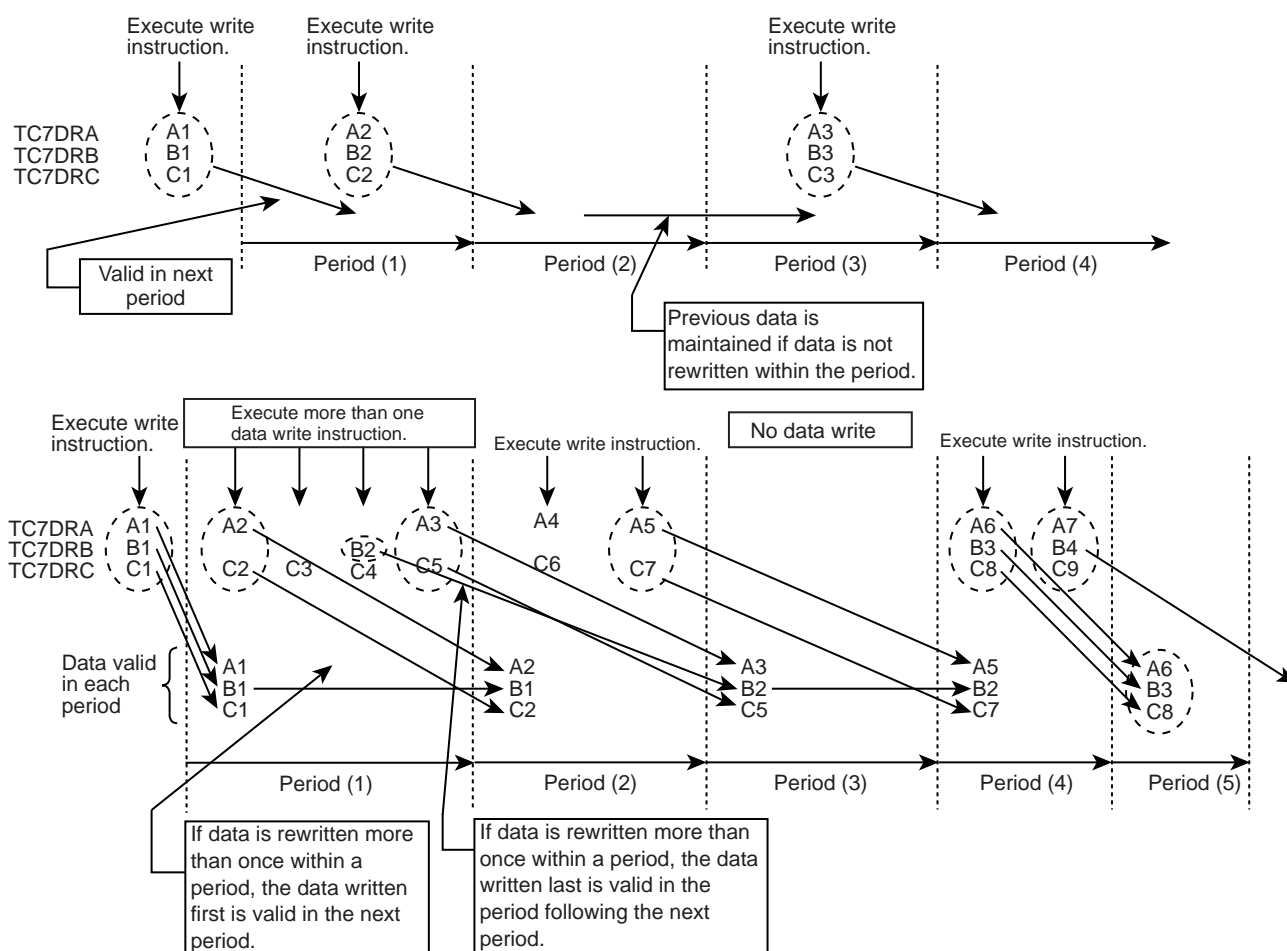 Execute write
instruction.
Execute write
instruction.
Execute write
instruction.
TC7DRA
TC7DRB
TC7DRC
A1
B1
C1
A2
B2
C2
A3
B3
C3
Valid in next
period
Period (1)
Period (2)
Period (3)
Period (4)
Previous data is
maintained if data is not
rewritten within the period.
Execute write
instruction.
Execute more than one
data write instruction.
Execute write instruction.
No data write
Execute write instruction.
TC7DRA
TC7DRB
TC7DRC
A1
B1
C1
A2
C2
C3
B2
C4
A3
C5
A4
C6
A5
C7
A6
B3
C8
A7
B4
C9
Data valid
in each
period
A1
B1
C1
A2
B1
C2
A3
B2
C5
A5
B2
C7
A6
B3
C8
Period (1)
Period (2)
Period (3)
Period (4)
Period (5)
If data is rewritten more
than once within a
period, the data written
first is valid in the next
period.
If data is rewritten more than
once within a period, the data
written last is valid in the
period following the next
period.